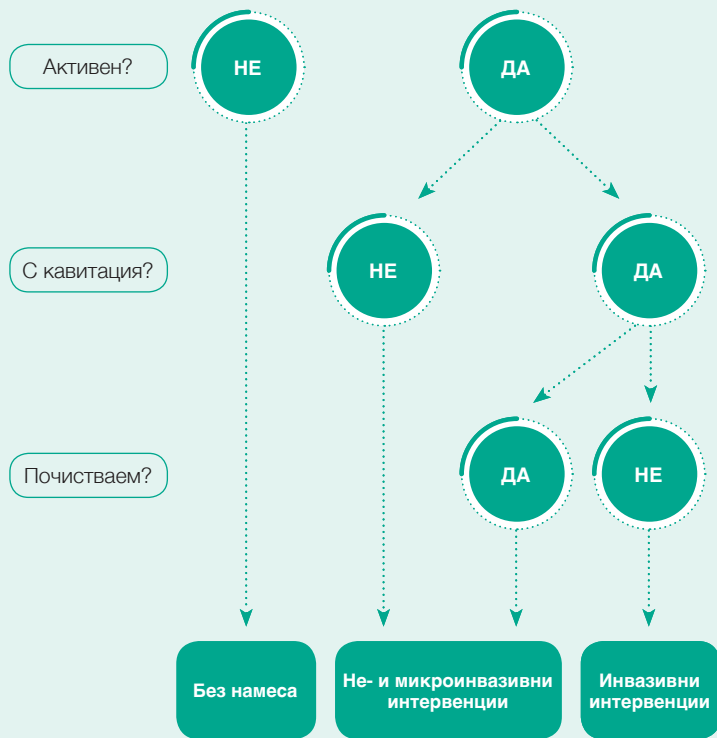 Активен?
НЕ
ДА
С кавитация?
НЕ
ДА
Почистваем?
ДА
НЕ
Без намеса
Не- и микроинвазивни
интервенции
Инвазивни
интервенции